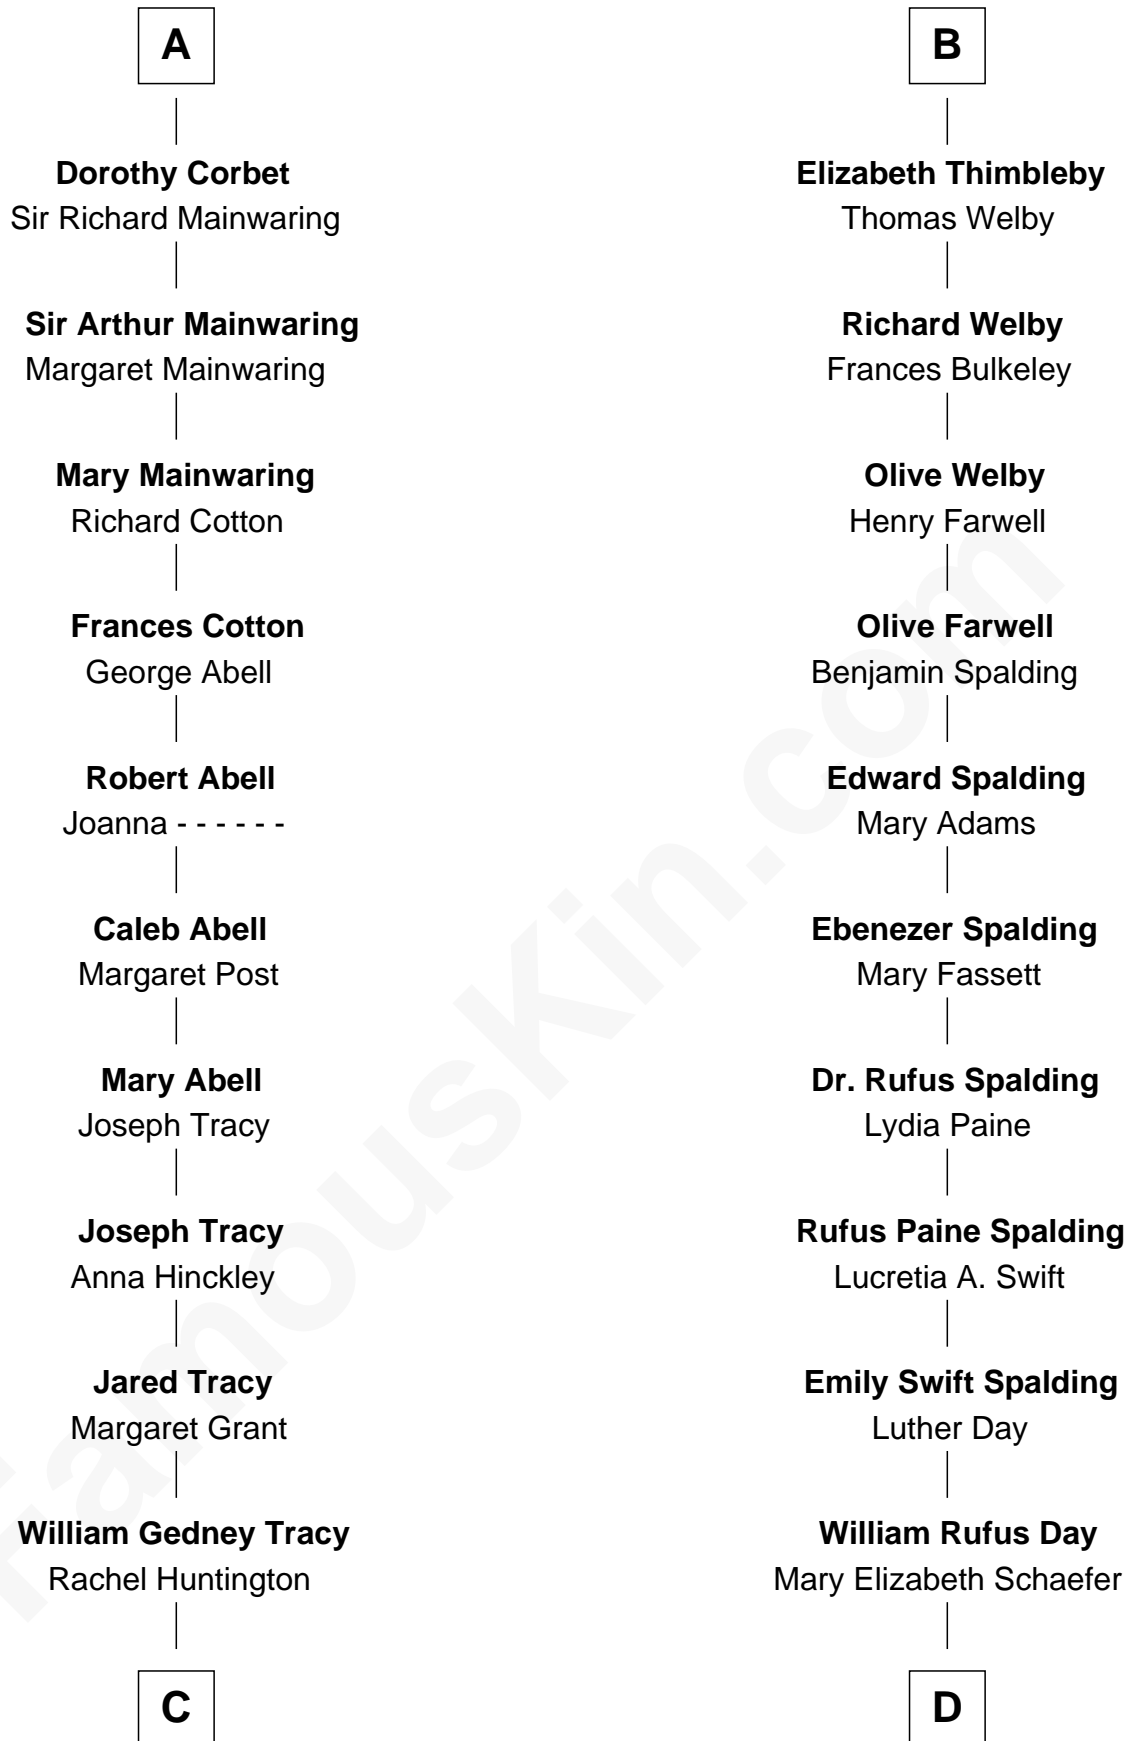 A
Dorothy Corbet
Sir Richard Mainwaring
Sir Arthur Mainwaring
Margaret Mainwaring
Mary Mainwaring
Richard Cotton
Frances Cotton
George Abell
Robert Abell
Joanna - - - - - -
Caleb Abell
Margaret Post
Mary Abell
Joseph Tracy
Joseph Tracy
Anna Hinckley
Jared Tracy
Margaret Grant
William Gedney Tracy
Rachel Huntington
C
B
Elizabeth Thimbleby
Thomas Welby
Richard Welby
Frances Bulkeley
Olive Welby
Henry Farwell
Olive Farwell
Benjamin Spalding
Edward Spalding
Mary Adams
Ebenezer Spalding
Mary Fassett
Dr. Rufus Spalding
Lydia Paine
Rufus Paine Spalding
Lucretia A. Swift
Emily Swift Spalding
Luther Day
William Rufus Day
Mary Elizabeth Schaefer
D
FamousKin.com